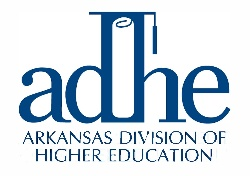 adhe
ARKANSAS DIVISION OF
HIGHER EDUCATION